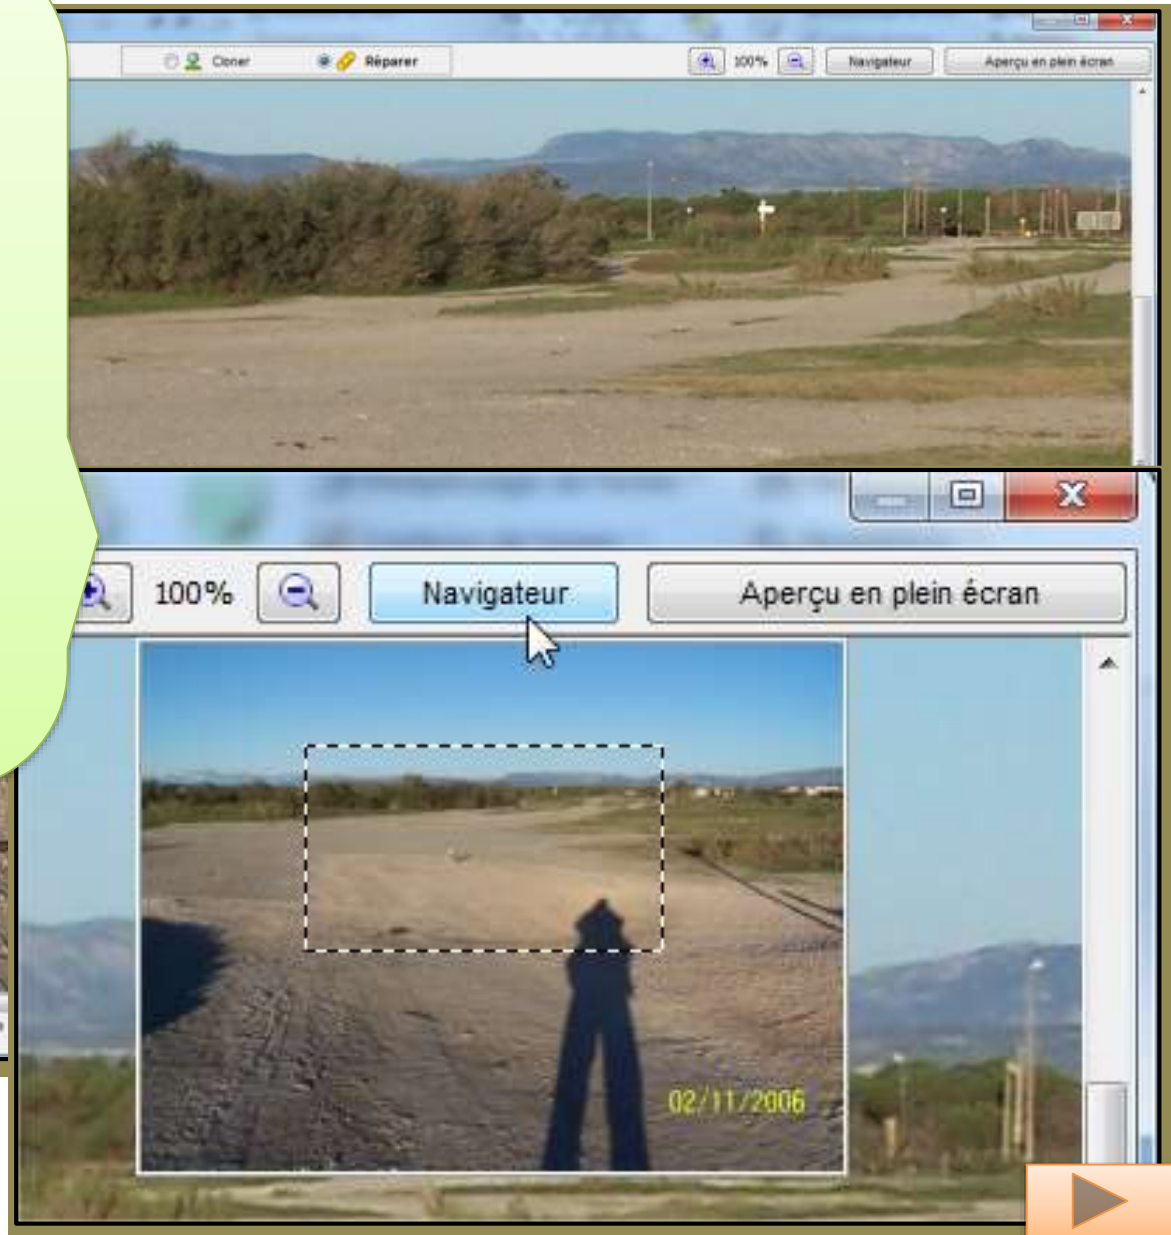 Cloner Réparer 100% Navigateur Aperçu en plein écran
100% Navigateur Aperçu en plein écran
02/11/2006